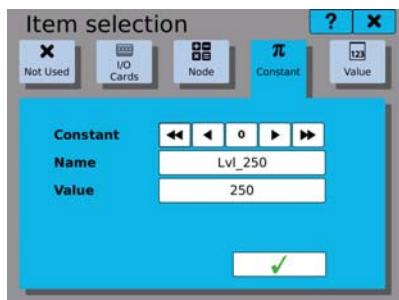 Item selection ?
Not Used
I/O
Cards
Node
π
Constant
123
Value
Constant 0
Name Lvl_250
Value 250